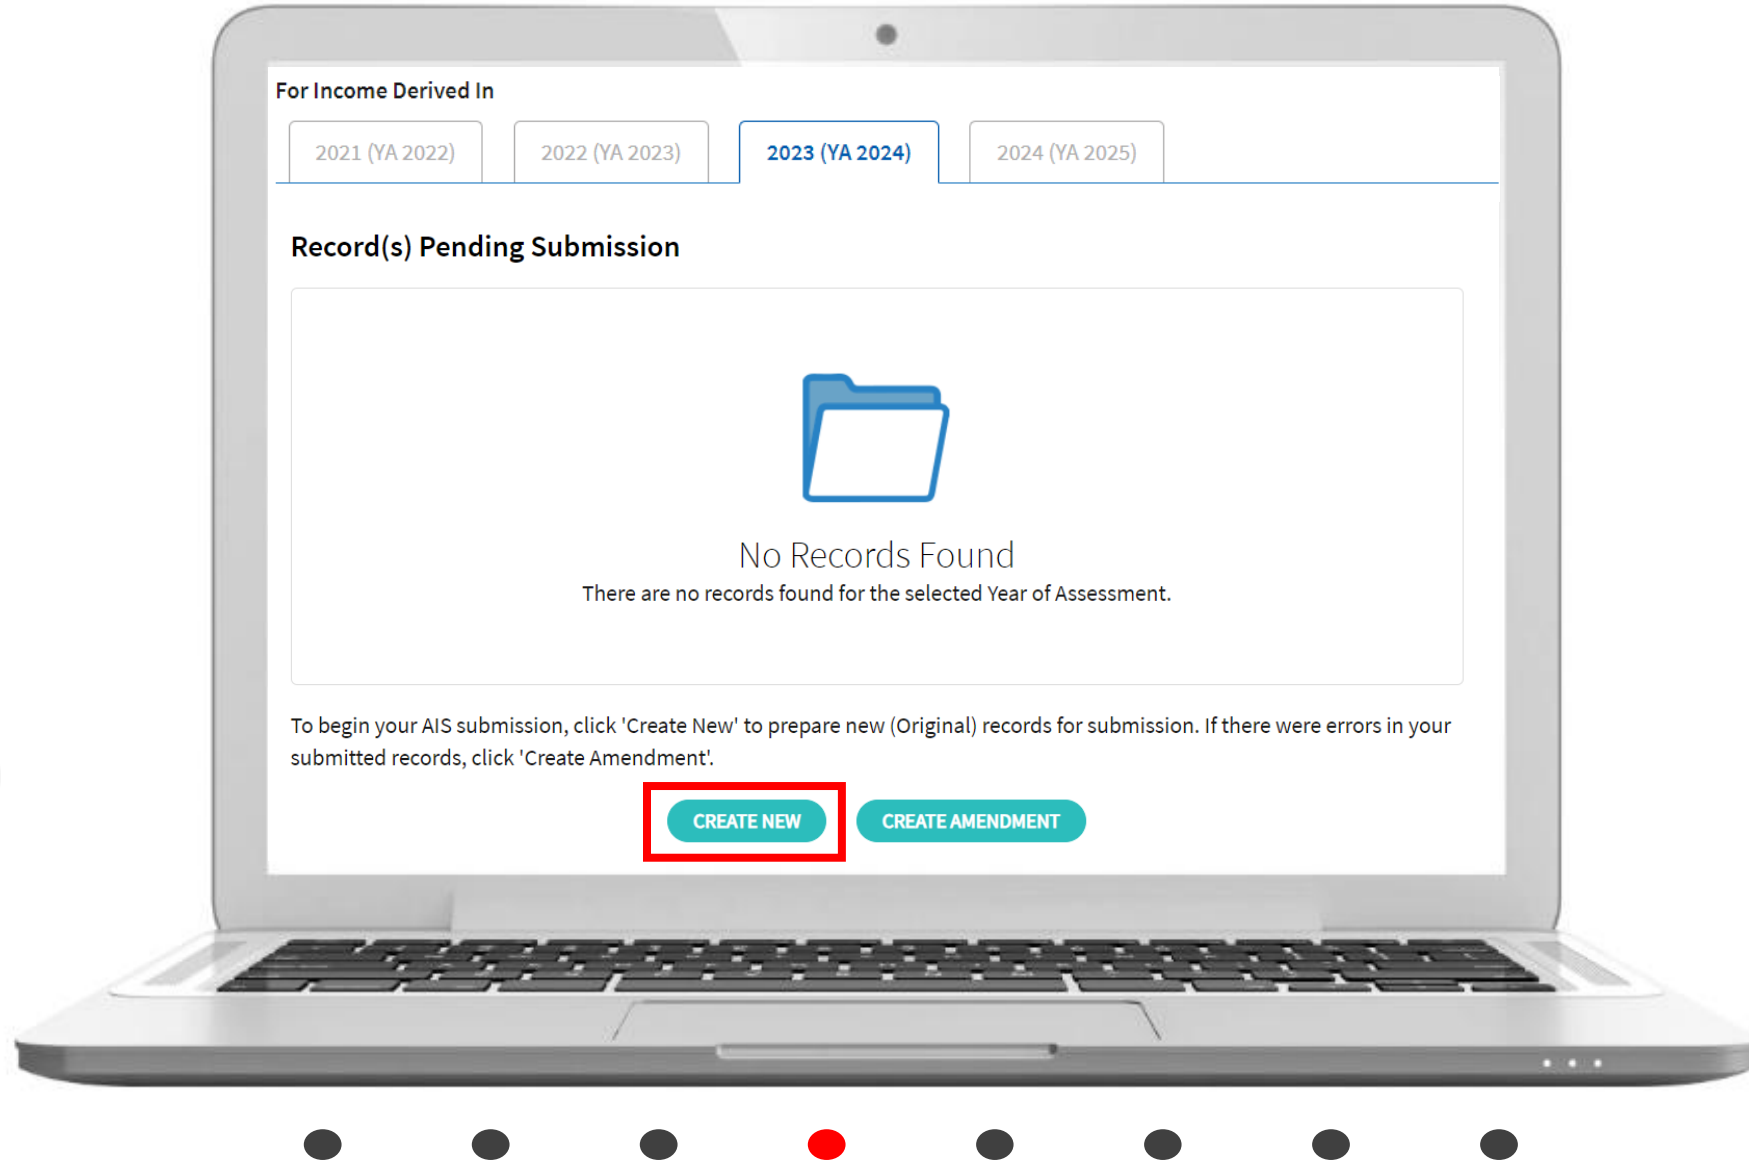 For Income Derived In
2021 (YA 2022)
2022 (YA 2023)
2023 (YA 2024)
2024 (YA 2025)
Record(s) Pending Submission
No Records Found
There are no records found for the selected Year of Assessment.
To begin your AIS submission, click 'Create New' to prepare new (Original) records for submission. If there were errors in your
submitted records, click 'Create Amendment'.
CREATE NEW
CREATE AMENDMENT